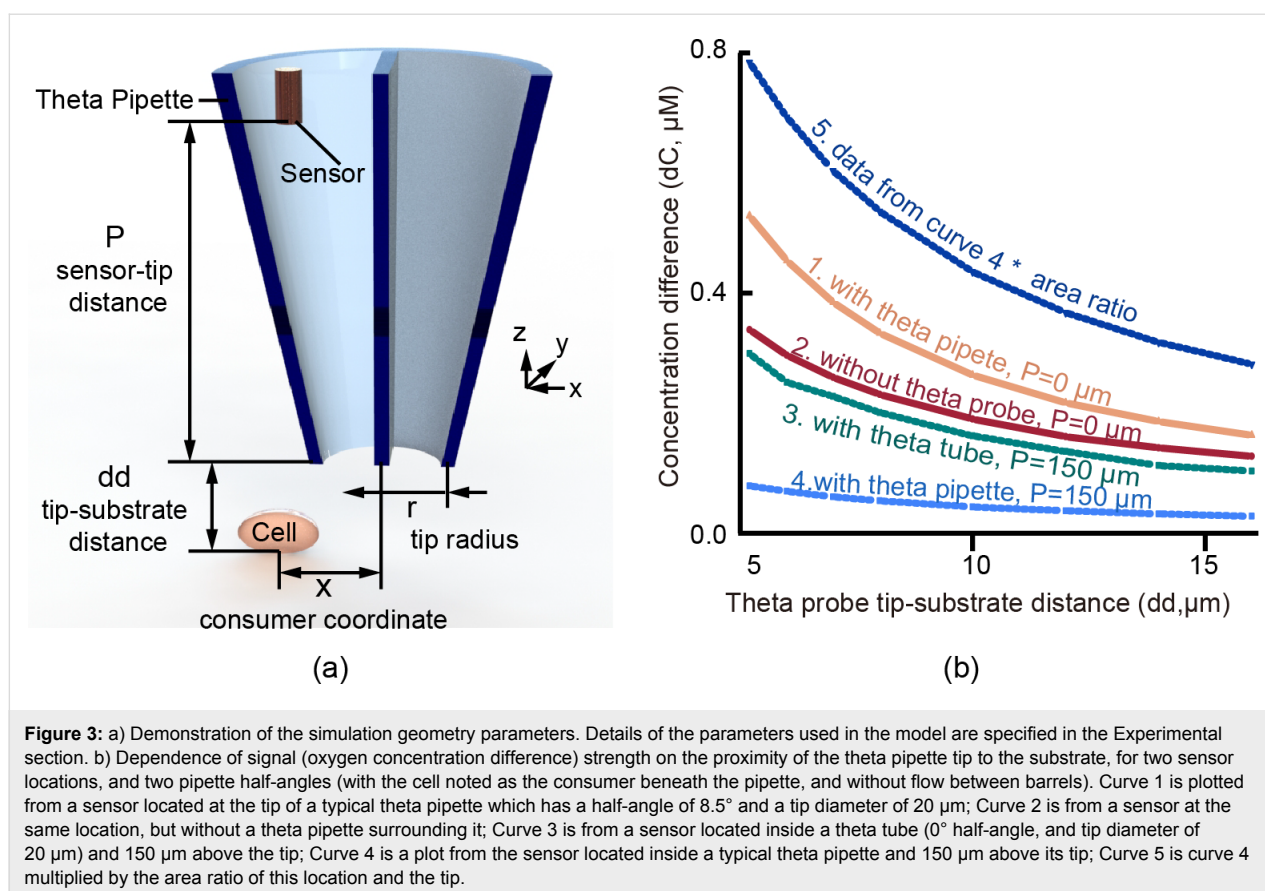 Theta Pipette
Sensor
P
sensor-tip
distance
z
y
x
dd
tip-substrate
distance
Cell
r
tip radius
x
consumer coordinate
(a)
Concentration difference (dC, µM)
0.8
0.4
0.0
5. data from curve 4 * area ratio
1. with theta pipete, P=0 µm
2. without theta probe, P=0 µm
3. with theta tube, P=150 µm
4.with theta pipette, P=150 µm
5
10
15
Theta probe tip-substrate distance (dd,µm)
(b)
Figure 3: a) Demonstration of the simulation geometry parameters. Details of the parameters used in the model are specified in the Experimental
section. b) Dependence of signal (oxygen concentration difference) strength on the proximity of the theta pipette tip to the substrate, for two sensor
locations, and two pipette half-angles (with the cell noted as the consumer beneath the pipette, and without flow between barrels). Curve 1 is plotted
from a sensor located at the tip of a typical theta pipette which has a half-angle of 8.5° and a tip diameter of 20 µm; Curve 2 is from a sensor at the
same location, but without a theta pipette surrounding it; Curve 3 is from a sensor located inside a theta tube (0° half-angle, and tip diameter of
20 µm) and 150 µm above the tip; Curve 4 is a plot from the sensor located inside a typical theta pipette and 150 µm above its tip; Curve 5 is curve 4
multiplied by the area ratio of this location and the tip.